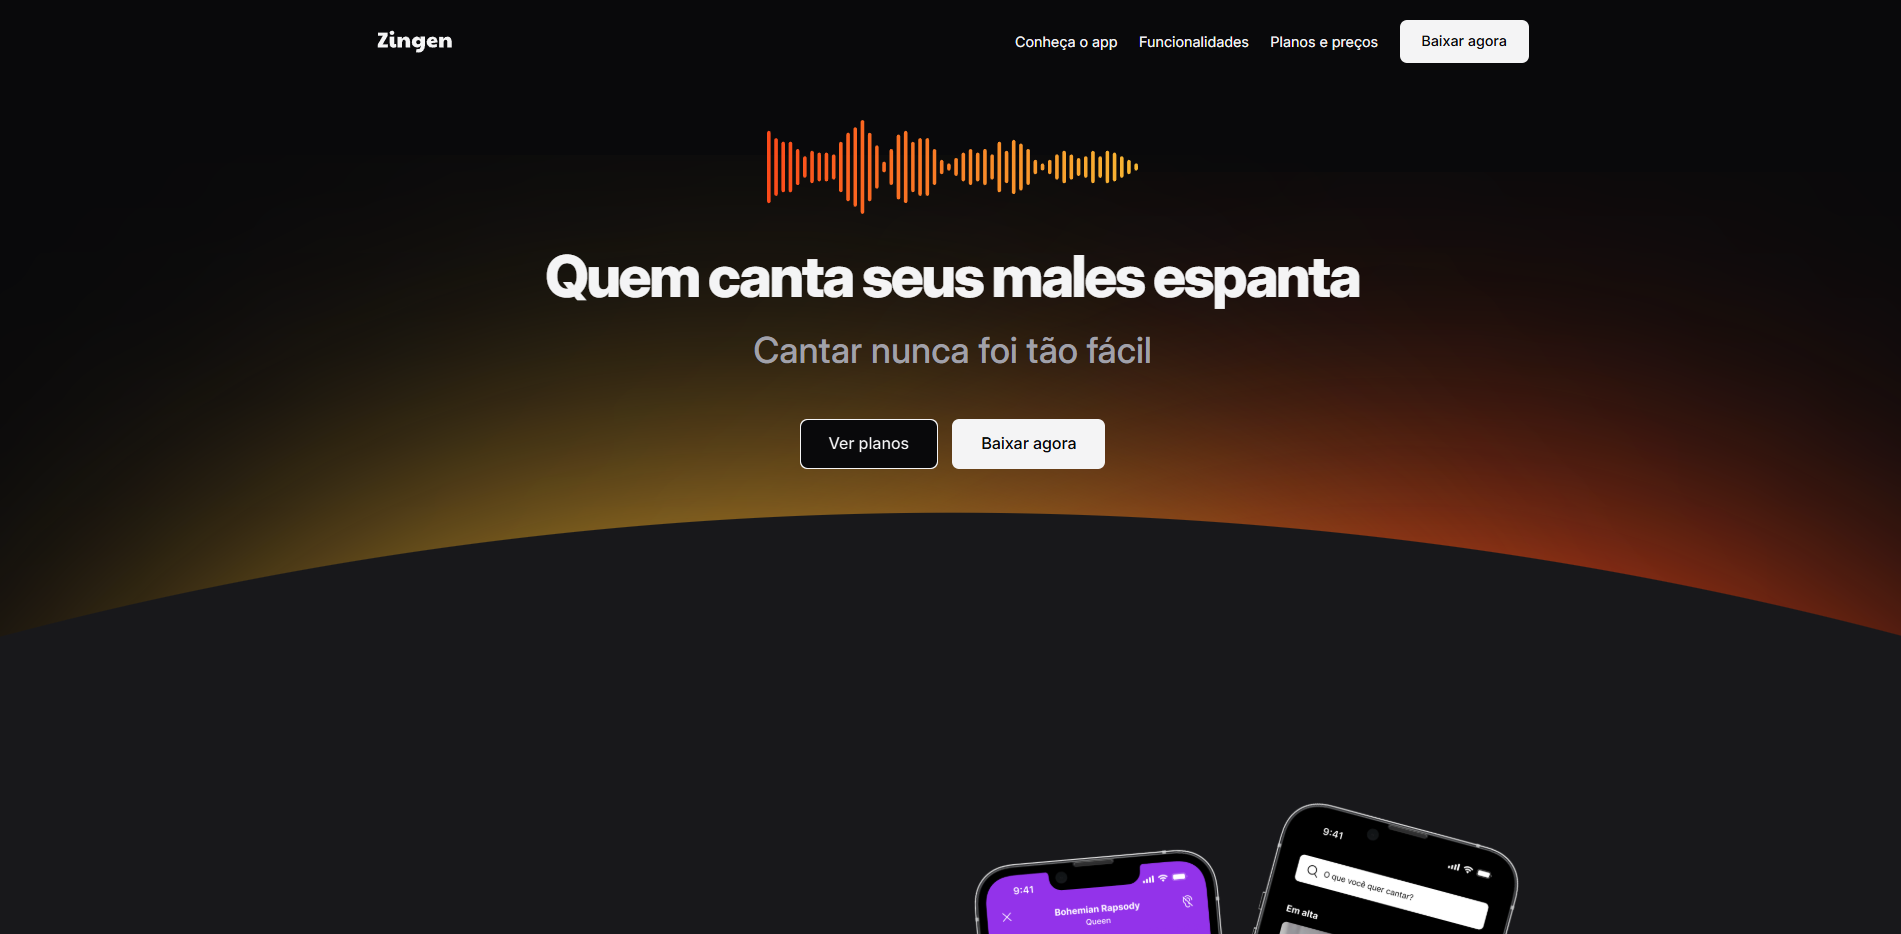 Zingen
Conheça o app
Funcionalidades
Planos e preços
Baixar agora
Quem canta seus males espanta
Cantar nunca foi tão fácil
Ver planos
Baixar agora
9:41
Bohemian Rapsody
Queen
9:41
O que você quer cantar?
Em alta